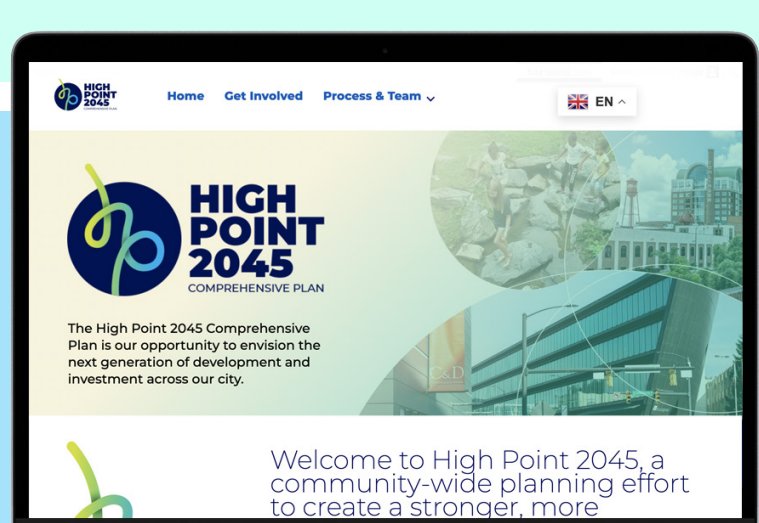 HIGH
POINT
2045
COMPREHENSIVE PLAN
Home Get Involved Process & Team
EN
HIGH
POINT
2045
COMPREHENSIVE PLAN
The High Point 2045 Comprehensive
Plan is our opportunity to envision the
next generation of development and
investment across our city.
C&D
Welcome to High Point 2045, a
community-wide planning effort
to create a stronger, more